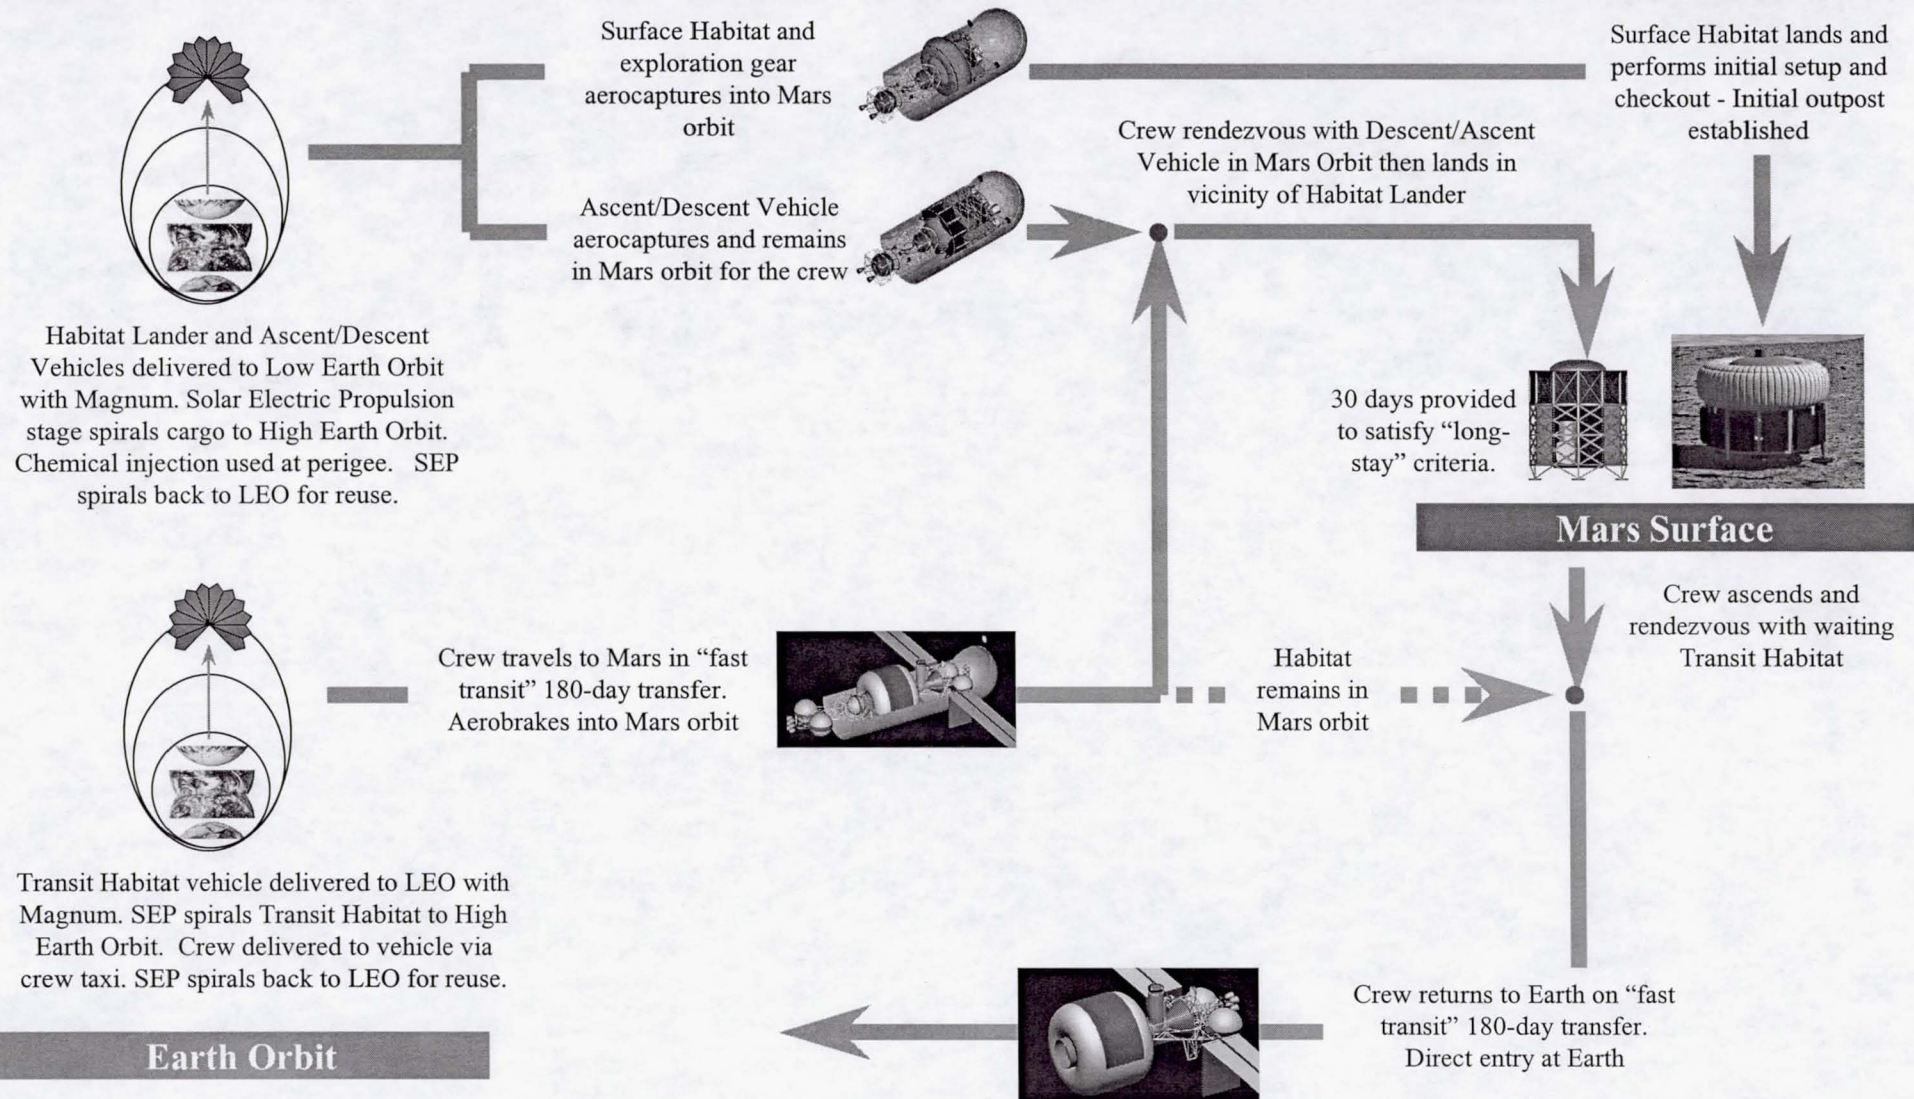 Surface Habitat and
exploration gear
aerocaptures into Mars
orbit
Surface Habitat lands and
performs initial setup and
checkout - Initial outpost
established
Crew rendezvous with Descent/Ascent
Vehicle in Mars Orbit then lands in
vicinity of Habitat Lander
Ascent/Descent Vehicle
aerocaptures and remains
in Mars orbit for the crew
Habitat Lander and Ascent/Descent
Vehicles delivered to Low Earth Orbit
with Magnum. Solar Electric Propulsion
stage spirals cargo to High Earth Orbit.
Chemical injection used at perigee. SEP
spirals back to LEO for reuse.
30 days provided
to satisfy “long-
stay” criteria.
Mars Surface
Crew ascends and
rendezvous with waiting
Transit Habitat
Crew travels to Mars in “fast
transit” 180-day transfer.
Aerobrakes into Mars orbit
Habitat
remains in
Mars orbit
Transit Habitat vehicle delivered to LEO with
Magnum. SEP spirals Transit Habitat to High
Earth Orbit. Crew delivered to vehicle via
crew taxi. SEP spirals back to LEO for reuse.
Earth Orbit
Crew returns to Earth on “fast
transit” 180-day transfer.
Direct entry at Earth